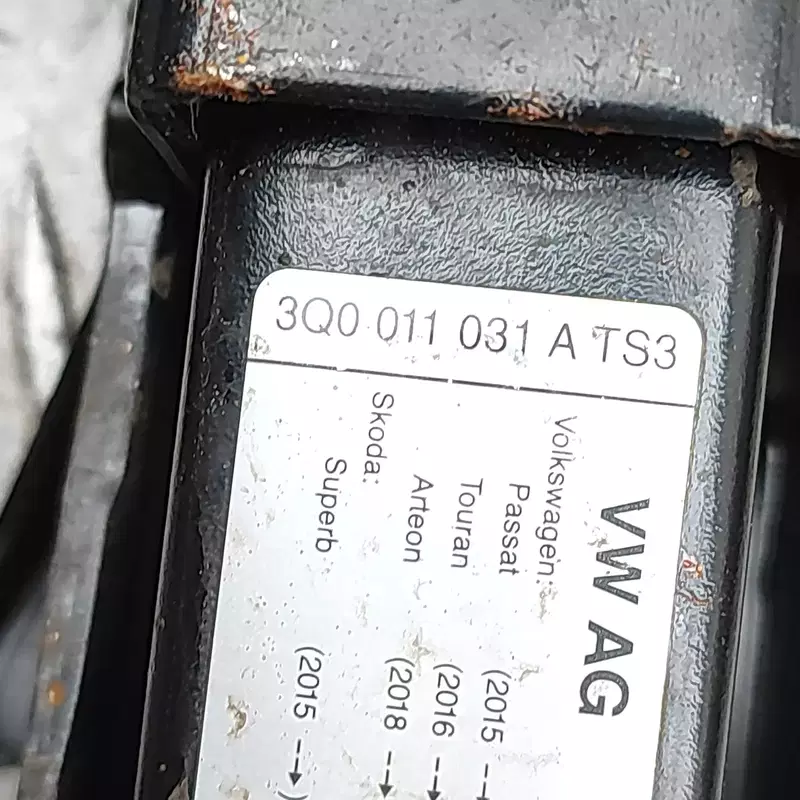 3Q0 011 031 A TS3
VW AG
Volkswagen:
Passat (2015 --
Touran (2016 --→
Arteon (2018 --→
Skoda:
Superb (2015 --→)